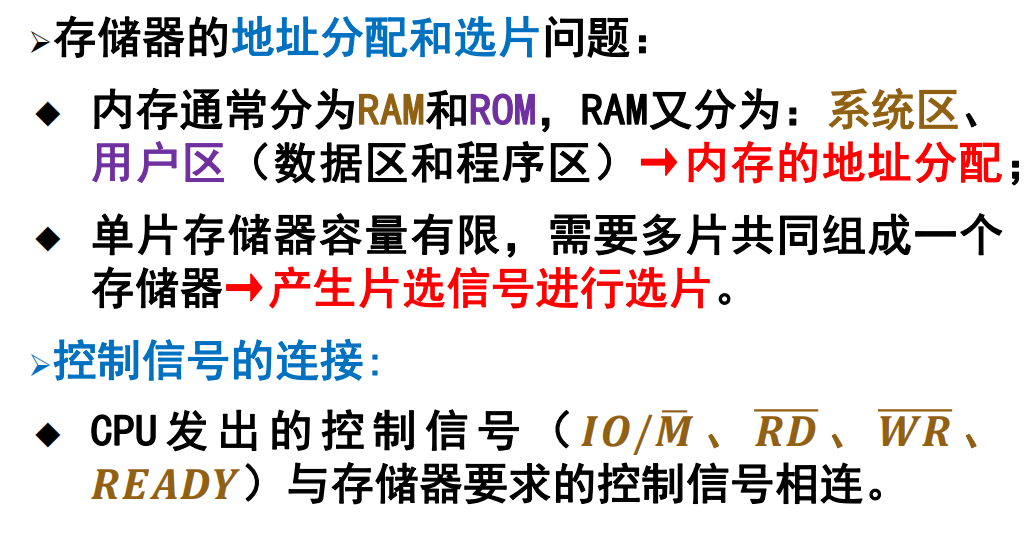 ➢存储器的地址分配和选片问题：
◆ 内存通常分为RAM和ROM，RAM又分为：系统区、
用户区（数据区和程序区）→内存的地址分配；
◆ 单片存储器容量有限，需要多片共同组成一个
存储器→产生片选信号进行选片。
➢控制信号的连接:
◆ CPU发出的控制信号（IO/M̅、R̅D̅、W̅R̅、
READY）与存储器要求的控制信号相连。